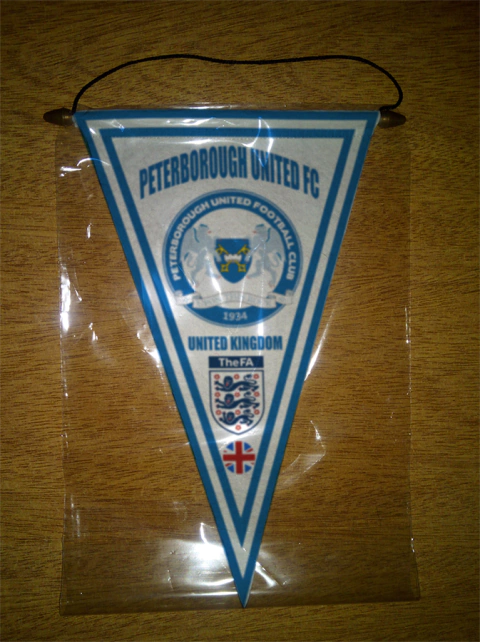 PETERBOROUGH UNITED FC
PETERBOROUGH UNITED FOOTBALL CLUB
1934
UNITED KINGDOM
The FA